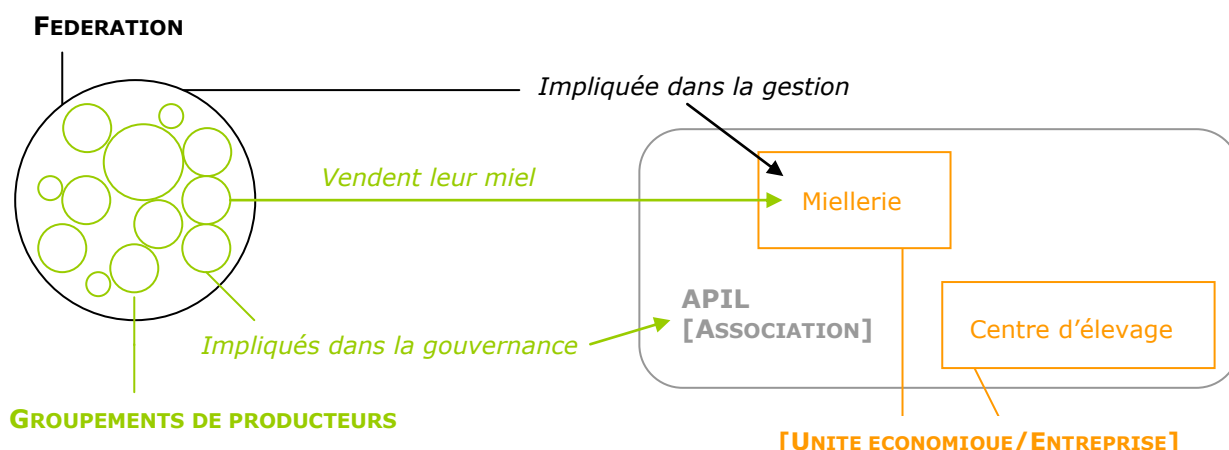 FEDERATION
Impliquée dans la gestion
Vendent leur miel
Miellerie
APIL
[ASSOCIATION]
Centre d'élevage
Impliqués dans la gouvernance
GROUPEMENTS DE PRODUCTEURS
[UNITE ECONOMIQUE/ENTREPRISE]